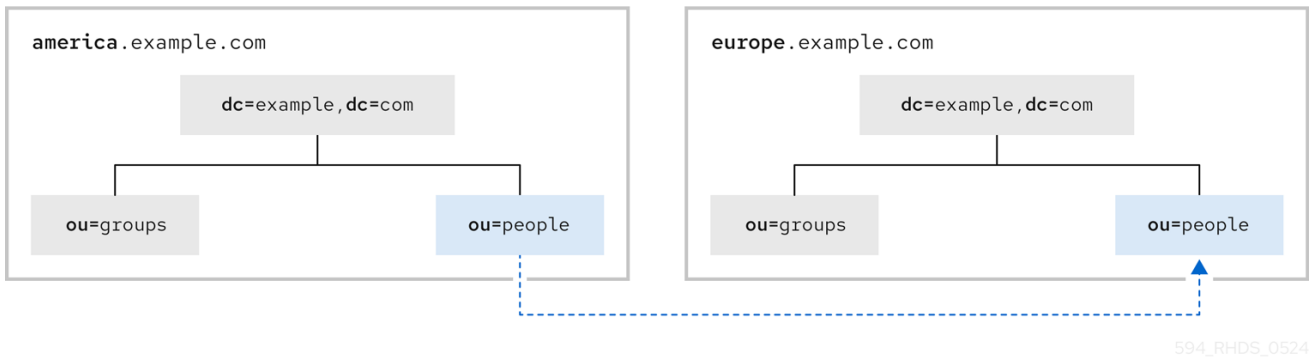 america.example.com
dc=example,dc=com
ou=groups
ou=people
europe.example.com
dc=example,dc=com
ou=groups
ou=people
594_RHDS_0524